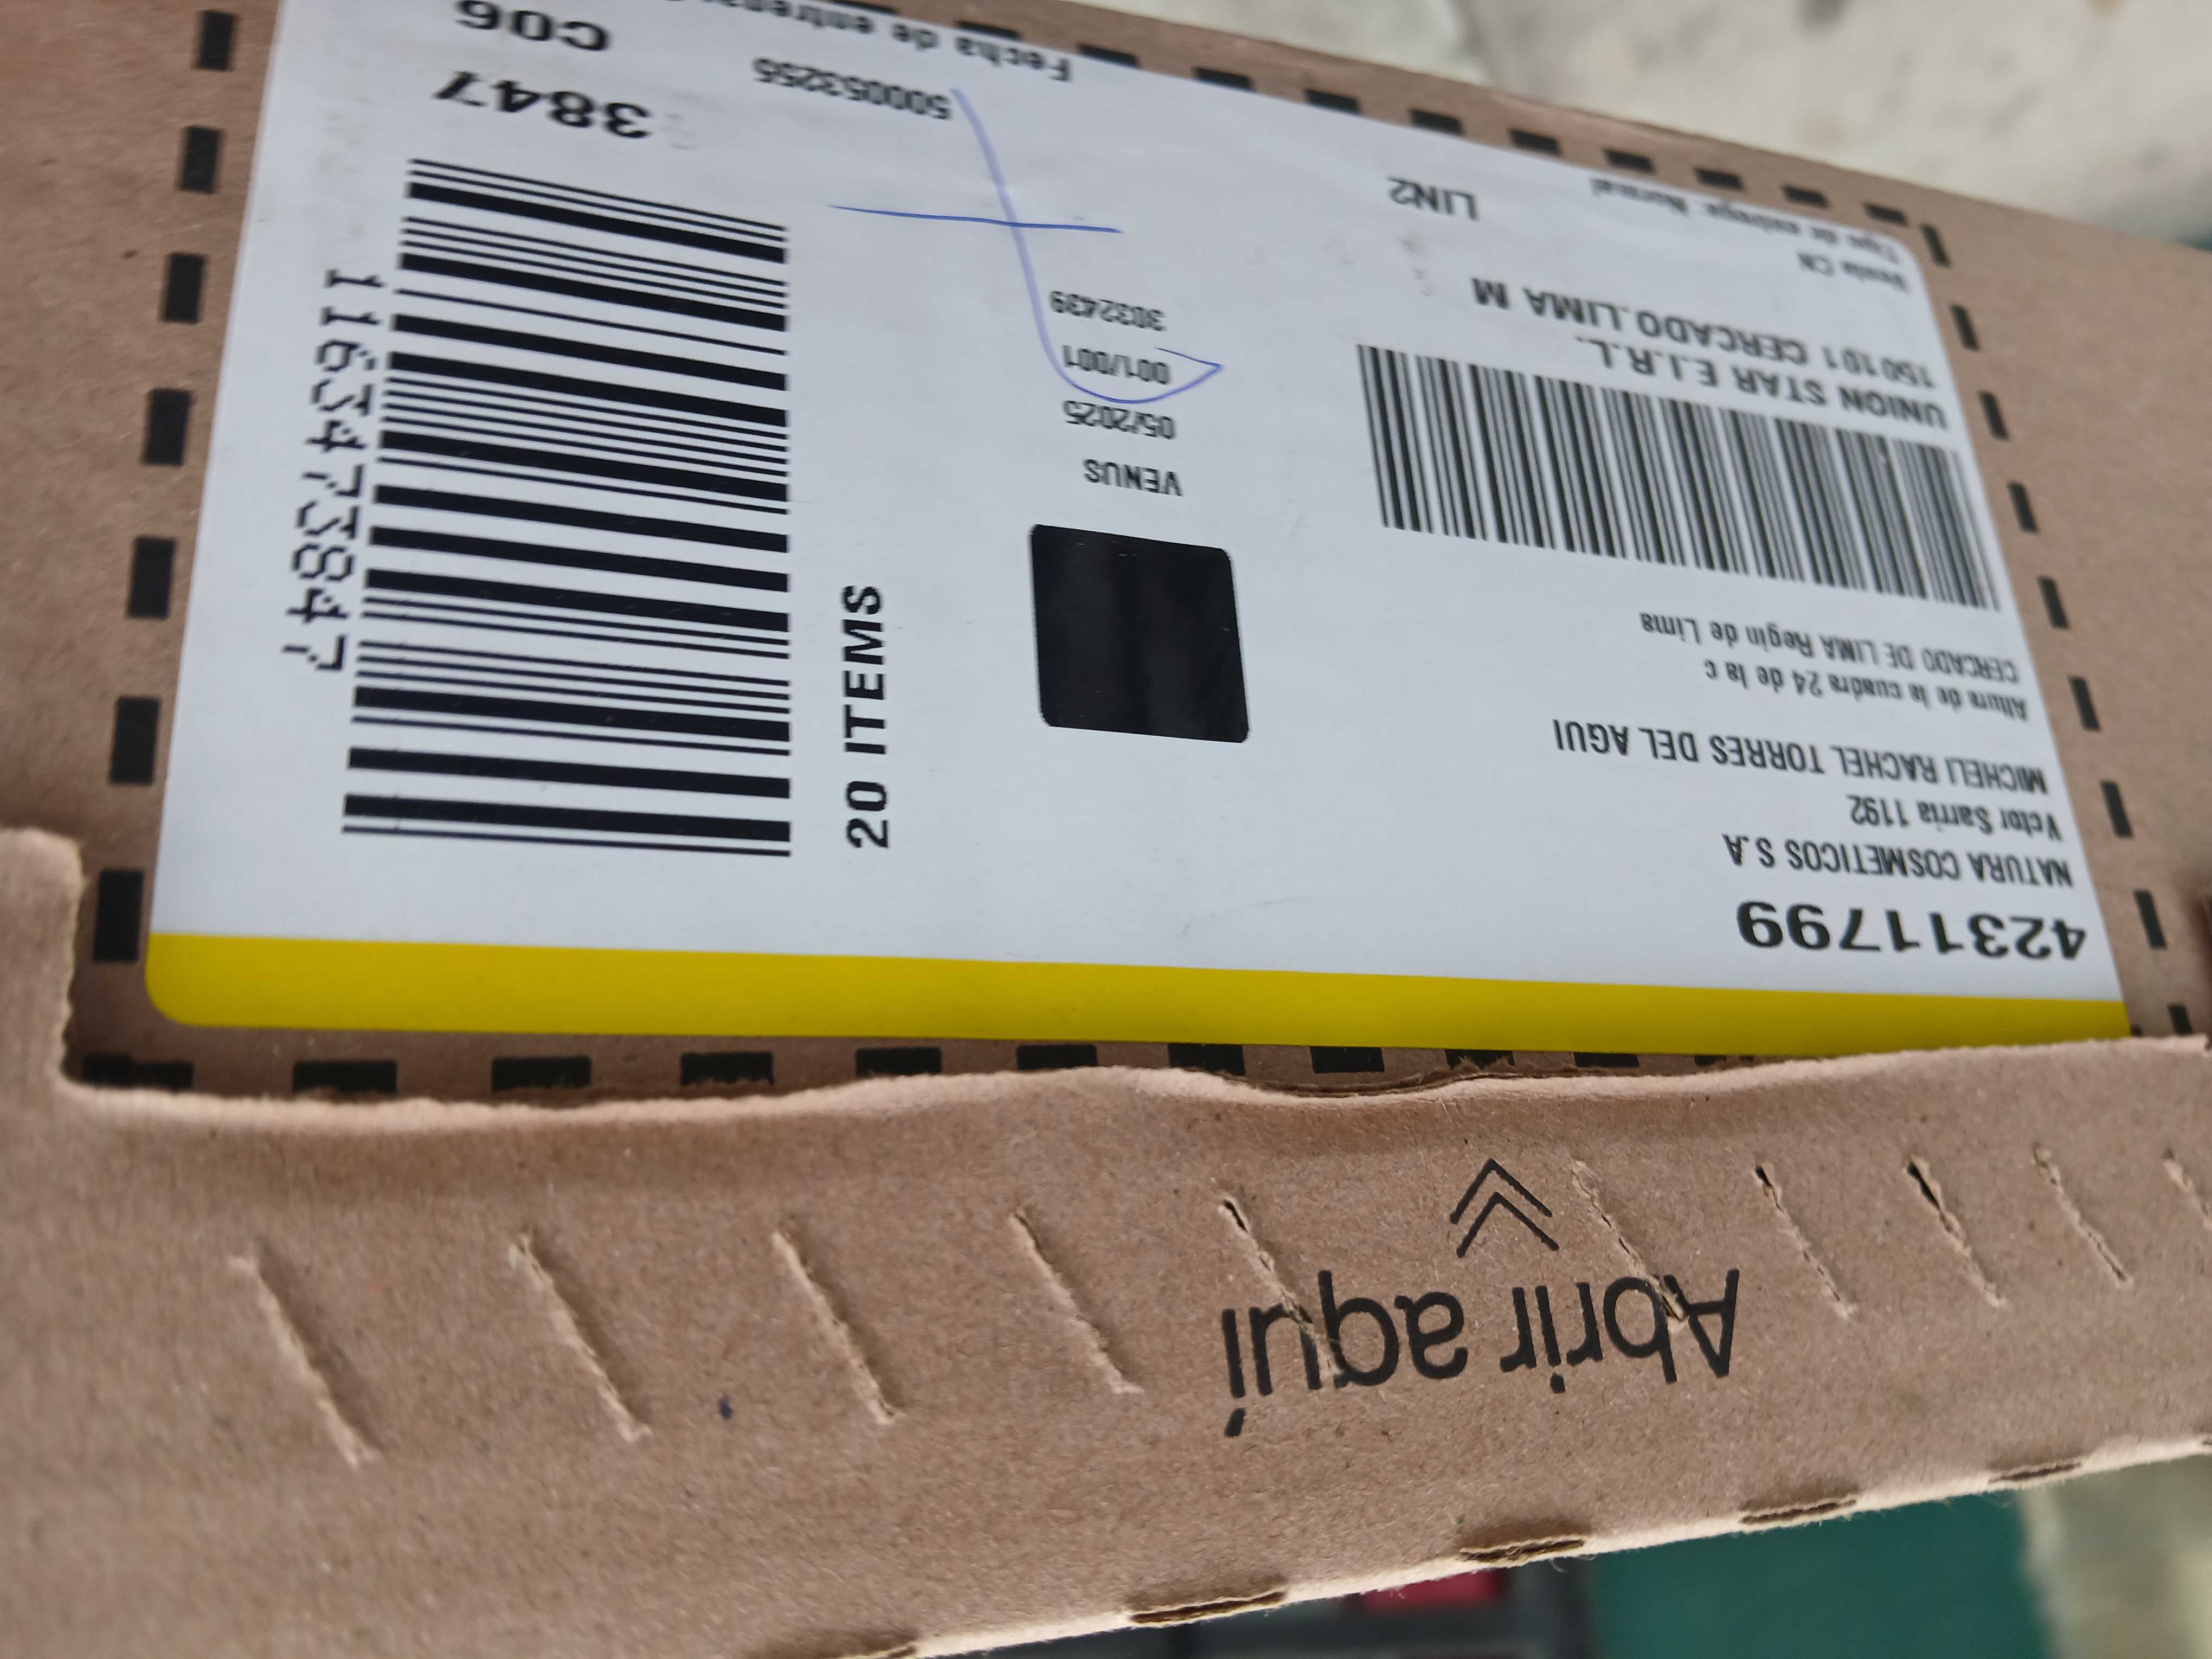 42311799
NATURA COSMETICOS S.A
Vctor Sarria 1192
MICHELI RACHEL TORRES DEL AGUI
Altura de la cuadra 24 de la c
CERCADO DE LIMA Regin de Lima
UNION STAR E.I.R.L.
150101 CERCADO.LIMA M
CN
Tipo de entrega: Normal
LIN2
VENUS
05/2025
001/001
3032439
500053255
Fecha de
20 ITEMS
11634473847
3847
C06
Abrir aquí